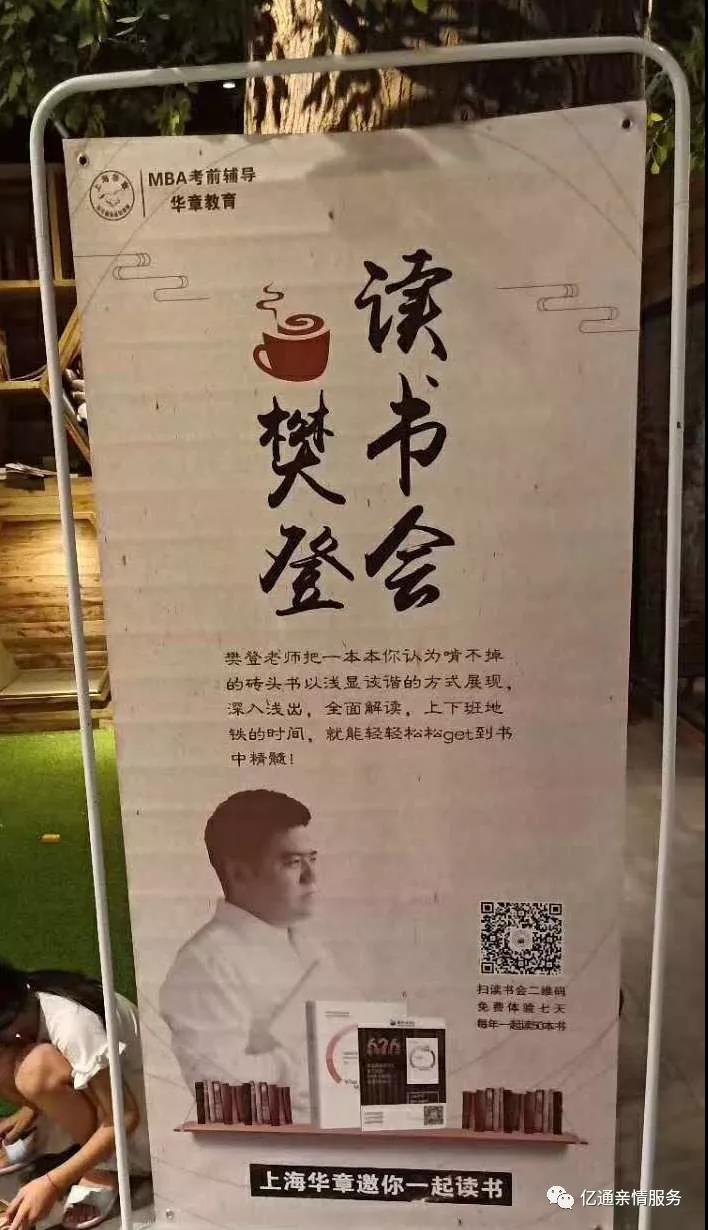 MBA考前辅导
华章教育
樊登
读书会
樊登老师把一本本你认为啃不掉
的砖头书以浅显诙谐的方式展现，
深入浅出，全面解读，上下班地
铁的时间，就能轻轻松松get到书
中精髓！
扫读书会二维码
免费体验七天
每年一起读50本书
上海华章邀你一起读书
亿通亲情服务